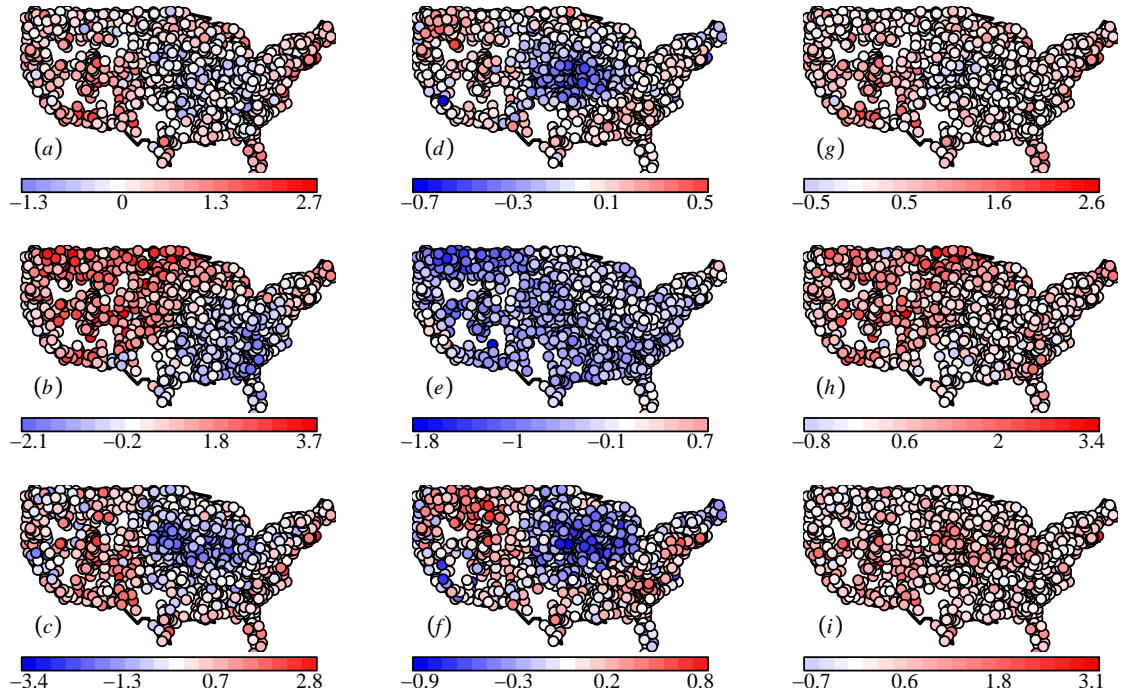 (a) (d) (g)
−1.3 0 1.3 2.7 −0.7 −0.3 0.1 0.5 −0.5 0.5 1.6 2.6
(b) (e) (h)
−2.1 −0.2 1.8 3.7 −1.8 −1 −0.1 0.7 −0.8 0.6 2 3.4
(c) (f) (i)
−3.4 −1.3 0.7 2.8 −0.9 −0.3 0.2 0.8 −0.7 0.6 1.8 3.1